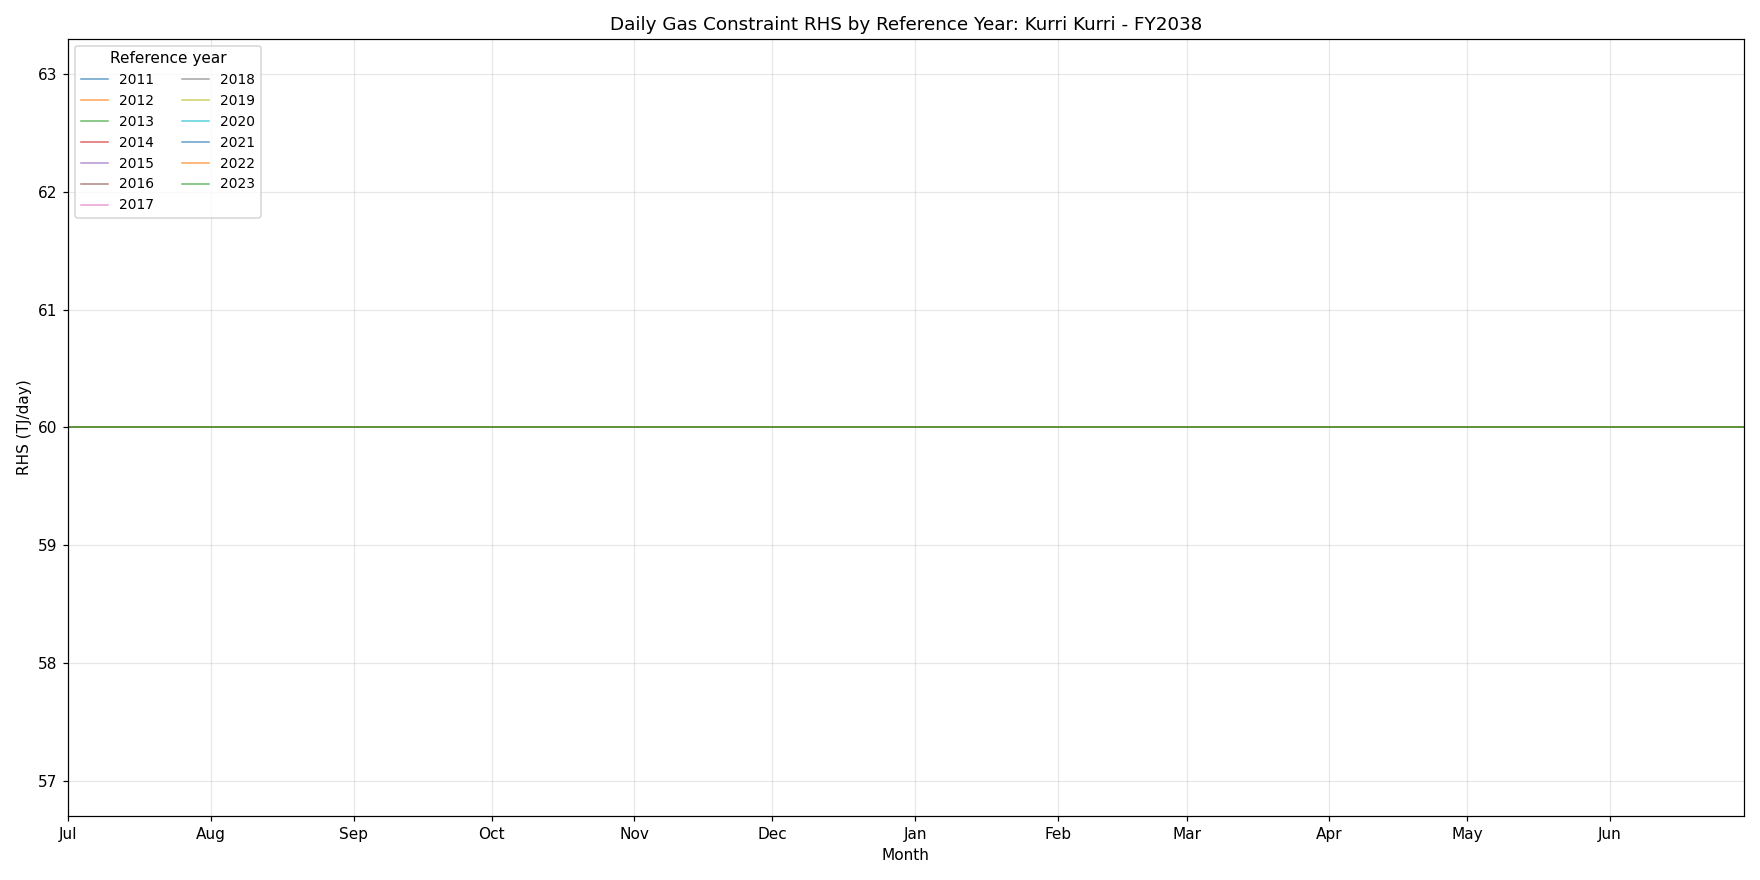 Daily Gas Constraint RHS by Reference Year: Kurri Kurri - FY2038
Reference year
2011 2018
2012 2019
2013 2020
2014 2021
2015 2022
2016 2023
2017
63
62
61
60
59
58
57
RHS (TJ/day)
Jul Aug Sep Oct Nov Dec Jan Feb Mar Apr May Jun
Month